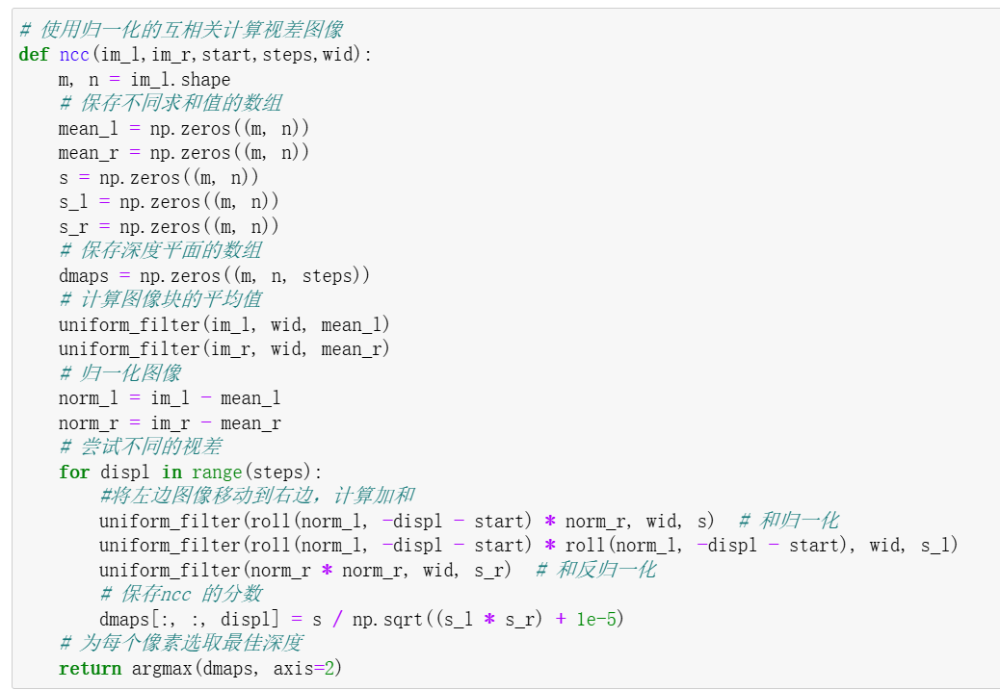 # 使用归一化的互相关计算视差图像
def ncc(im_l,im_r,start,steps,wid):
    m, n = im_l.shape
    # 保存不同求和值的数组
    mean_l = np.zeros((m, n))
    mean_r = np.zeros((m, n))
    s = np.zeros((m, n))
    s_l = np.zeros((m, n))
    s_r = np.zeros((m, n))
    # 保存深度平面的数组
    dmaps = np.zeros((m, n, steps))
    # 计算图像块的平均值
    uniform_filter(im_l, wid, mean_l)
    uniform_filter(im_r, wid, mean_r)
    # 归一化图像
    norm_l = im_l - mean_l
    norm_r = im_r - mean_r
    # 尝试不同的视差
    for displ in range(steps):
        #将左边图像移动到右边，计算加和
        uniform_filter(roll(norm_l, -displ - start) * norm_r, wid, s)  # 和归一化
        uniform_filter(roll(norm_l, -displ - start) * roll(norm_l, -displ - start), wid, s_l)
        uniform_filter(norm_r * norm_r, wid, s_r)  # 和反归一化
        # 保存ncc 的分数
        dmaps[:, :, displ] = s / np.sqrt((s_l * s_r) + 1e-5)
    # 为每个像素选取最佳深度
    return argmax(dmaps, axis=2)